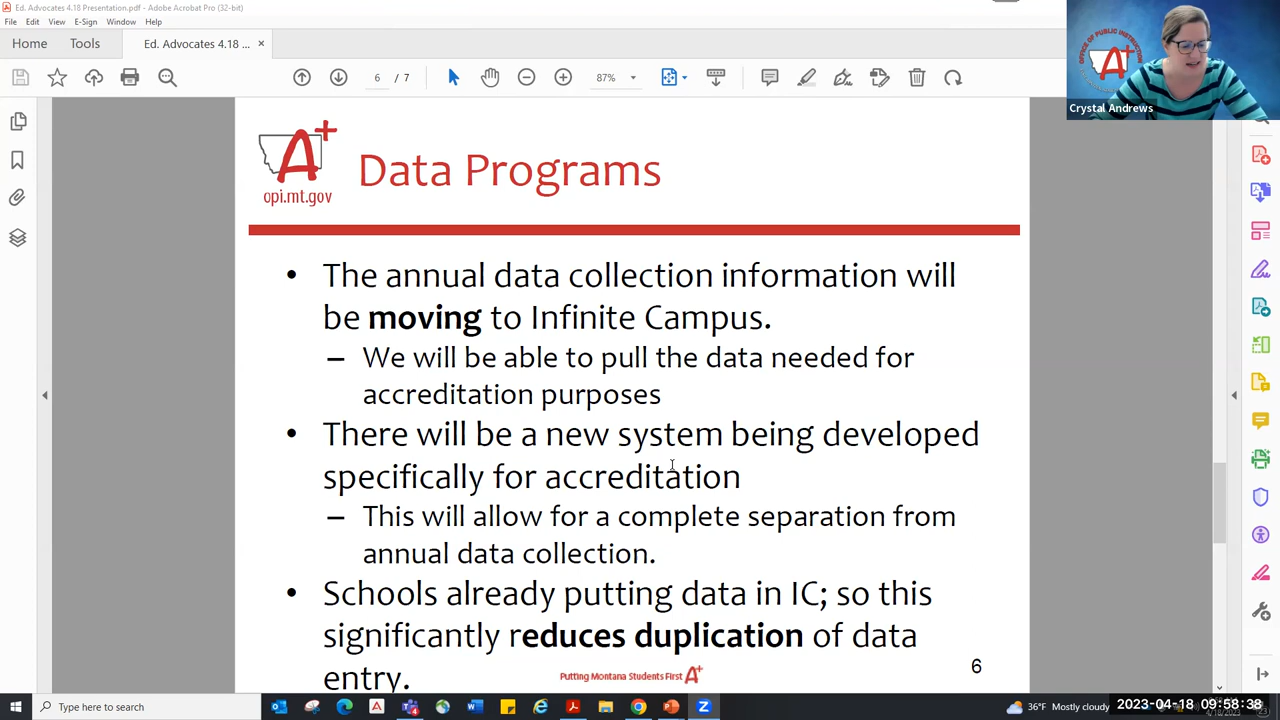 Ed. Advocates 4.18 Presentation.pdf - Adobe Acrobat Pro (32-bit)
File Edit View E-Sign Window Help
Home Tools Ed. Advocates 4.18 ... ×
6 / 7 87%
OFFICE OF PUBLIC INSTRUCTION
A+
Crystal Andrews
A+
opi.mt.gov
Data Programs
• The annual data collection information will
be moving to Infinite Campus.
– We will be able to pull the data needed for
accreditation purposes
• There will be a new system being developed
specifically for accreditation
– This will allow for a complete separation from
annual data collection.
• Schools already putting data in IC; so this
significantly reduces duplication of data
entry.
Putting Montana Students First A+
6
Type here to search
36°F Mostly cloudy
2023-04-18 09:58:38